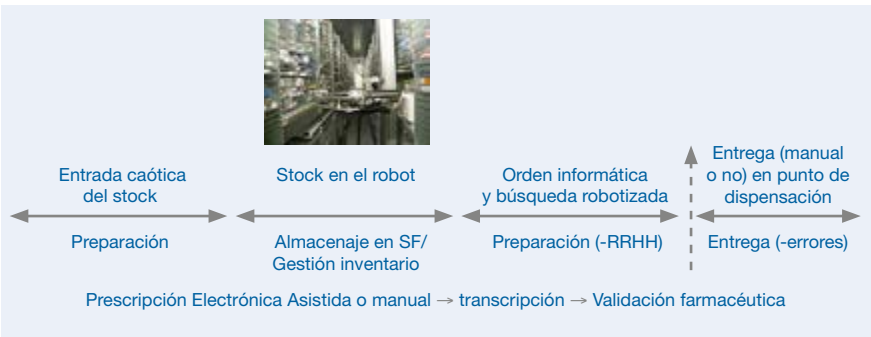 Entrada caótica
del stock
Stock en el robot
Orden informática
y búsqueda robotizada
Entrega (manual
o no) en punto de
dispensación
Preparación
Almacenaje en SF/
Gestión inventario
Preparación (-RRHH)
Entrega (-errores)
Prescripción Electrónica Asistida o manual → transcripción → Validación farmacéutica